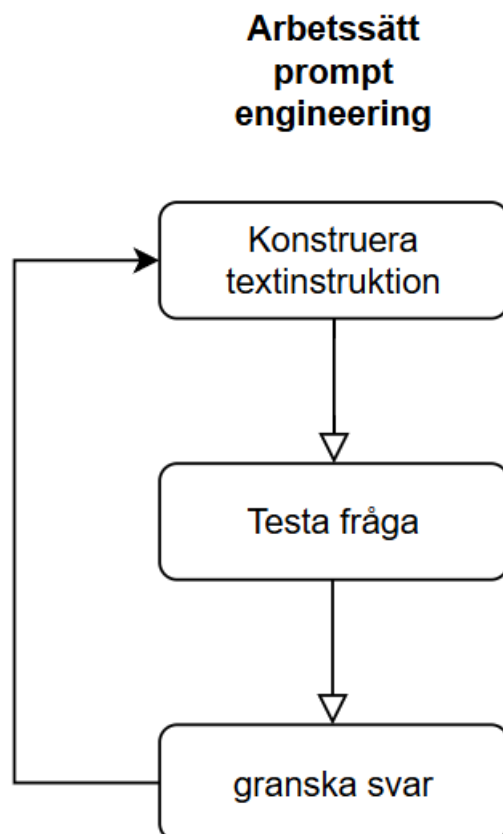 Arbetssätt
prompt
engineering
Konstruera
textinstruktion
Testa fråga
granska svar